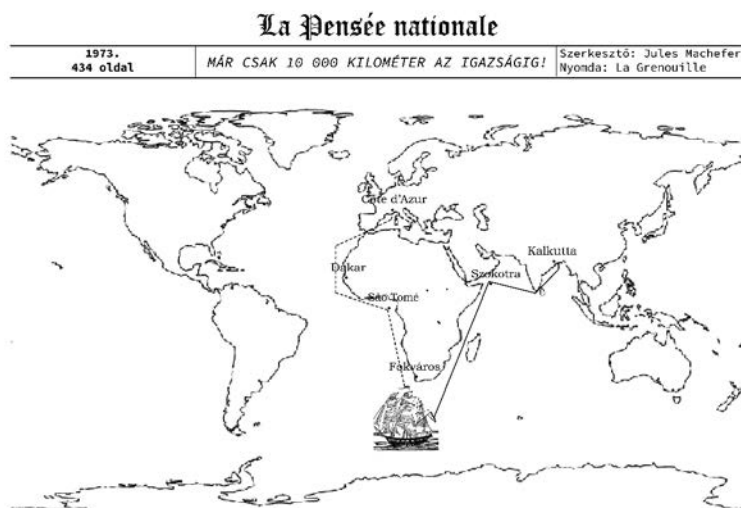 La Pensée nationale
1973.
434 oldal
MÁR CSAK 10 000 KILOMÉTER AZ IGAZSÁGIG!
Szerkesztő: Jules Machefer
Nyomda: La Grenouille
Côte d'Azur
Kalkutta
Dakar
Szokotra
São Tomé
Fokváros